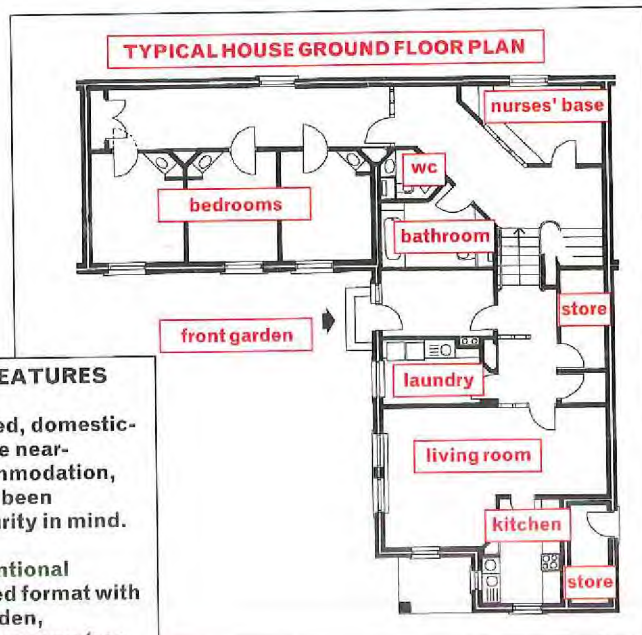 TYPICAL HOUSE GROUND FLOOR PLAN
nurses' base
wc
bedrooms
bathroom
store
front garden
laundry
living room
kitchen
store
EATURES
ed, domestic-
e near-
mmodation,
been
rity in mind.
ntional
ed format with
den,